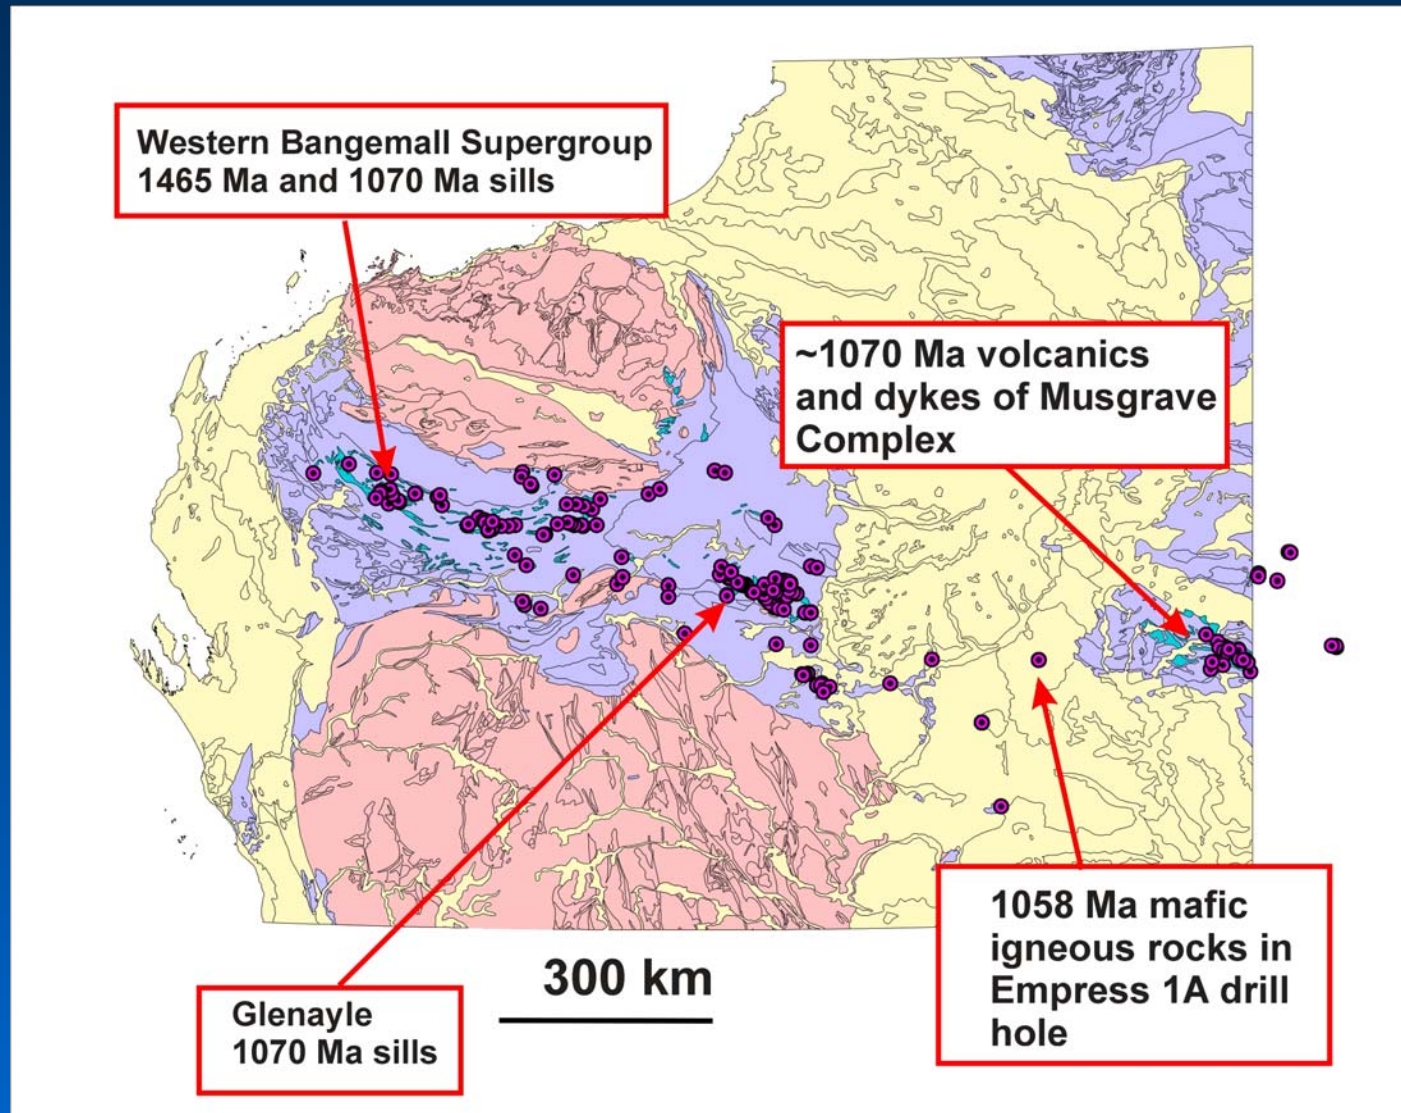 Western Bangemall Supergroup
1465 Ma and 1070 Ma sills
~1070 Ma volcanics
and dykes of Musgrave
Complex
1058 Ma mafic
igneous rocks in
Empress 1A drill
hole
300 km
Glenayle
1070 Ma sills